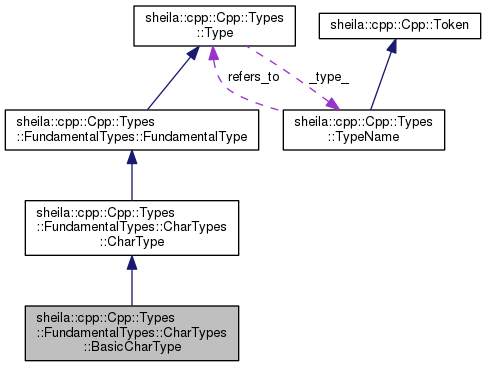 sheila::cpp::Cpp::Types
::Type
sheila::cpp::Cpp::Token
refers_to
_type_
sheila::cpp::Cpp::Types
::FundamentalTypes::FundamentalType
sheila::cpp::Cpp::Types
::TypeName
sheila::cpp::Cpp::Types
::FundamentalTypes::CharTypes
::CharType
sheila::cpp::Cpp::Types
::FundamentalTypes::CharTypes
::BasicCharType